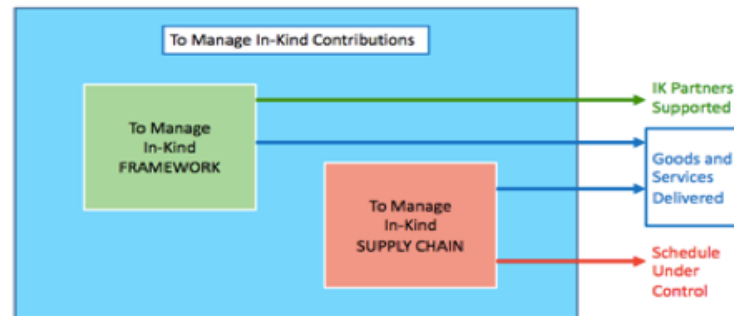 To Manage In-Kind Contributions
To Manage
In-Kind
FRAMEWORK
To Manage
In-Kind
SUPPLY CHAIN
IK Partners
Supported
Goods and
Services
Delivered
Schedule
Under
Control